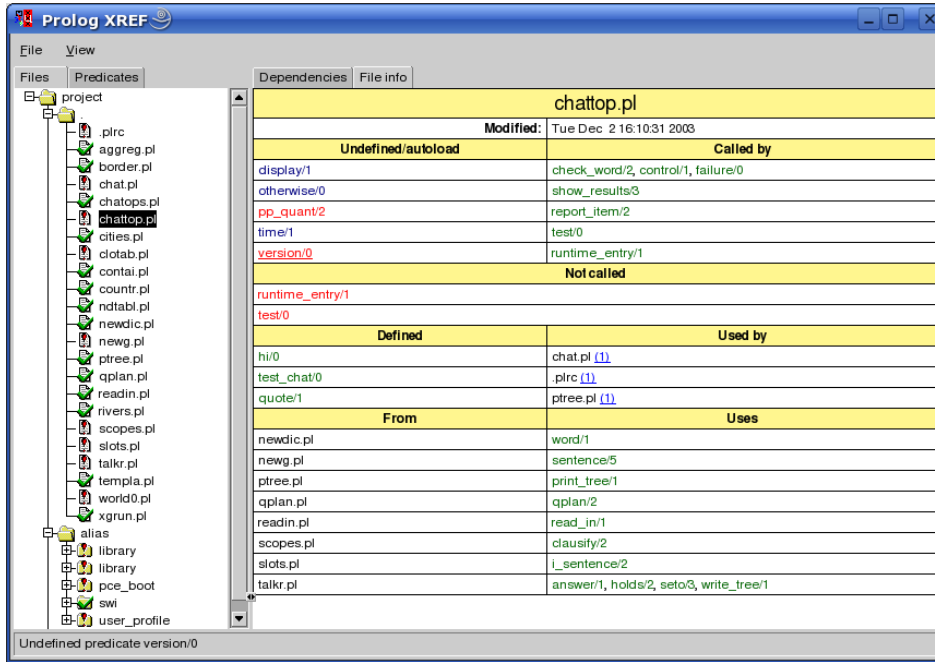 Prolog XREF
File View
Files Predicates
project
.
.plrc
aggreg.pl
border.pl
chat.pl
chatops.pl
chattop.pl
cities.pl
clotab.pl
contai.pl
countr.pl
ndtabl.pl
newdic.pl
newg.pl
ptree.pl
qplan.pl
readin.pl
rivers.pl
scopes.pl
slots.pl
talkr.pl
templa.pl
world0.pl
xgrun.pl
alias
library
library
pce_boot
swi
user_profile
Dependencies File info
chattop.pl
Modified: Tue Dec 2 16:10:31 2003
Undefined/autoload Called by
display/1 check_word/2, control/1, failure/0
otherwise/0 show_results/3
pp_quant/2 report_item/2
time/1 test/0
version/0 runtime_entry/1
Not called
runtime_entry/1
test/0
Defined Used by
hi/0 chat.pl (1)
test_chat/0 .plrc (1)
quote/1 ptree.pl (1)
From Uses
newdic.pl word/1
newg.pl sentence/5
ptree.pl print_tree/1
qplan.pl qplan/2
readin.pl read_in/1
scopes.pl clausify/2
slots.pl i_sentence/2
talkr.pl answer/1, holds/2, seto/3, write_tree/1
Undefined predicate version/0